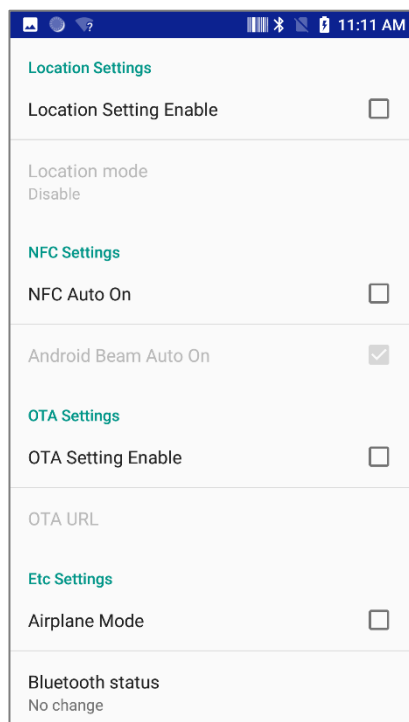 11:11 AM
Location Settings
Location Setting Enable
Location mode
Disable
NFC Settings
NFC Auto On
Android Beam Auto On
OTA Settings
OTA Setting Enable
OTA URL
Etc Settings
Airplane Mode
Bluetooth status
No change